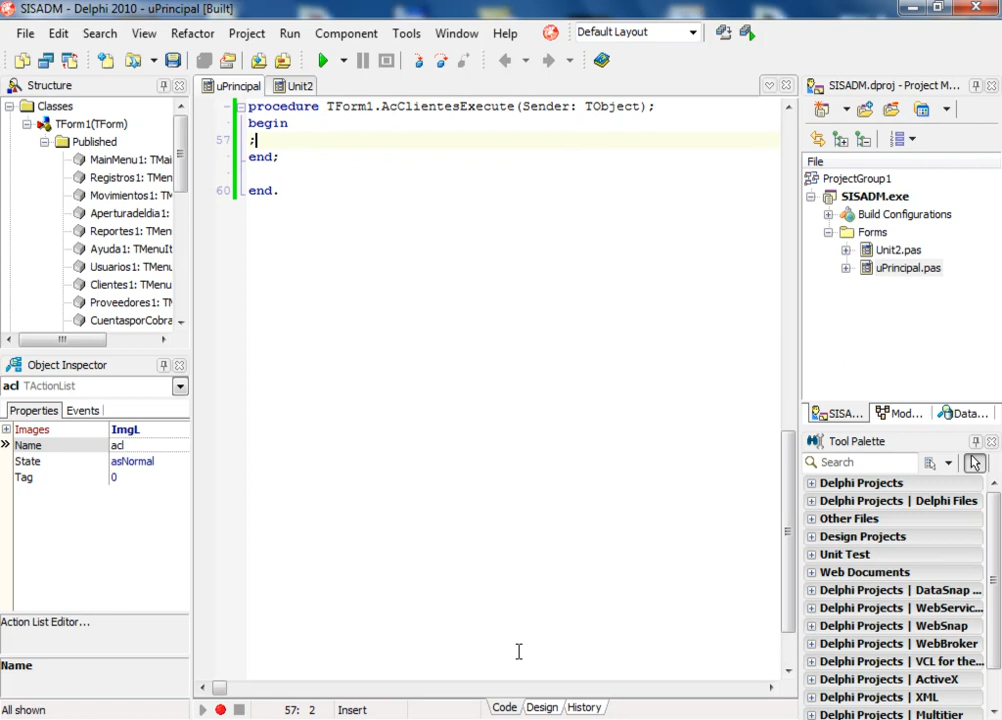 SISADM - Delphi 2010 - uPrincipal [Built]
File Edit Search View Refactor Project Run Component Tools Window Help Default Layout
Structure
Classes
TForm1(TForm)
Published
MainMenu1: TMai
Registros1: TMen
Movimientos1: TM
Aperturadeldia1:
Reportes1: TMenu
Ayuda1: TMenuIt
Usuarios1: TMenu
Clientes1: TMenu
Proveedores1: TM
CuentasporCobra
Object Inspector
acl TActionList
Properties Events
Images ImgL
Name acl
State asNormal
Tag 0
Action List Editor...
Name
All shown
uPrincipal Unit2
procedure TForm1.AcClientesExecute(Sender: TObject);
begin
57 ;
end;
60 end.
57: 2 Insert Code Design History
SISADM.dproj - Project M...
File
ProjectGroup1
SISADM.exe
Build Configurations
Forms
Unit2.pas
uPrincipal.pas
SISA... Mod... Data...
Tool Palette
Search
Delphi Projects
Delphi Projects | Delphi Files
Other Files
Design Projects
Unit Test
Web Documents
Delphi Projects | DataSnap ...
Delphi Projects | WebServic...
Delphi Projects | WebSnap
Delphi Projects | WebBroker
Delphi Projects | VCL for the...
Delphi Projects | ActiveX
Delphi Projects | XML
Delphi Projects | Multitier